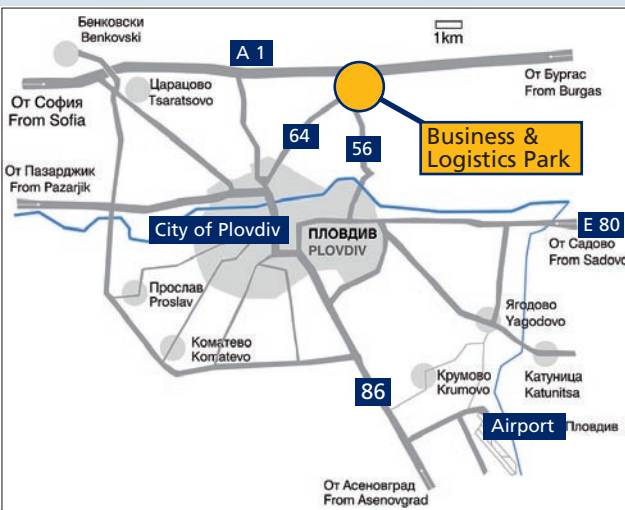 Бенковски
Benkovski
A 1
1km
Царацово
Tsaratsovo
От Бургас
From Burgas
От София
From Sofia
64
56
Business &
Logistics Park
От Пазарджик
From Pazarjik
City of Plovdiv
ПЛОВДИВ
PLOVDIV
E 80
От Садово
From Sadovo
Прослав
Proslav
Ягодово
Yagodovo
Коматево
Komatevo
86
Крумово
Krumovo
Катуница
Katunitsa
Airport
Пловдив
От Асеновград
From Asenovgrad